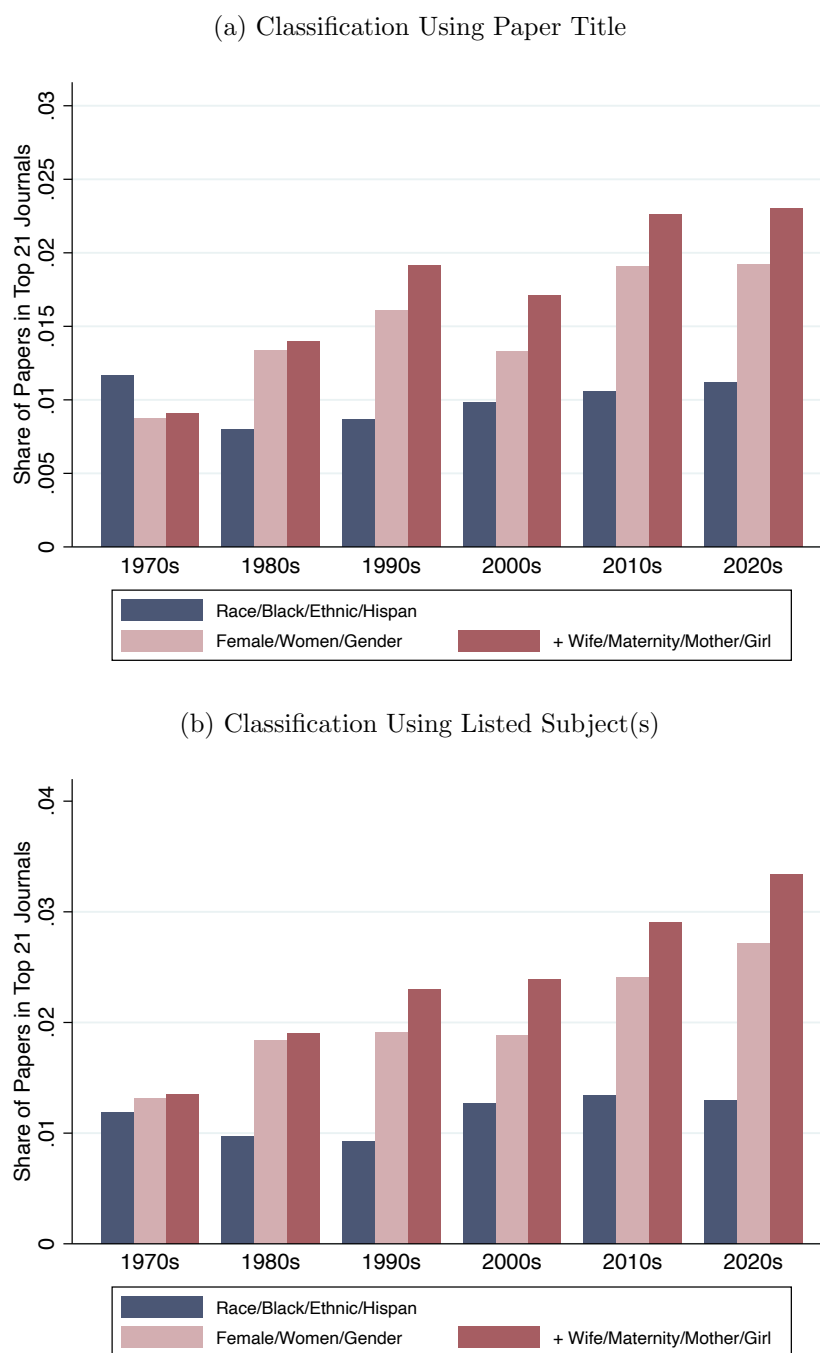 (a) Classification Using Paper Title
Share of Papers in Top 21 Journals
.03
.025
.02
.015
.01
.005
0
1970s 1980s 1990s 2000s 2010s 2020s
Race/Black/Ethnic/Hispan
Female/Women/Gender + Wife/Maternity/Mother/Girl
(b) Classification Using Listed Subject(s)
Share of Papers in Top 21 Journals
.04
.03
.02
.01
0
1970s 1980s 1990s 2000s 2010s 2020s
Race/Black/Ethnic/Hispan
Female/Women/Gender + Wife/Maternity/Mother/Girl